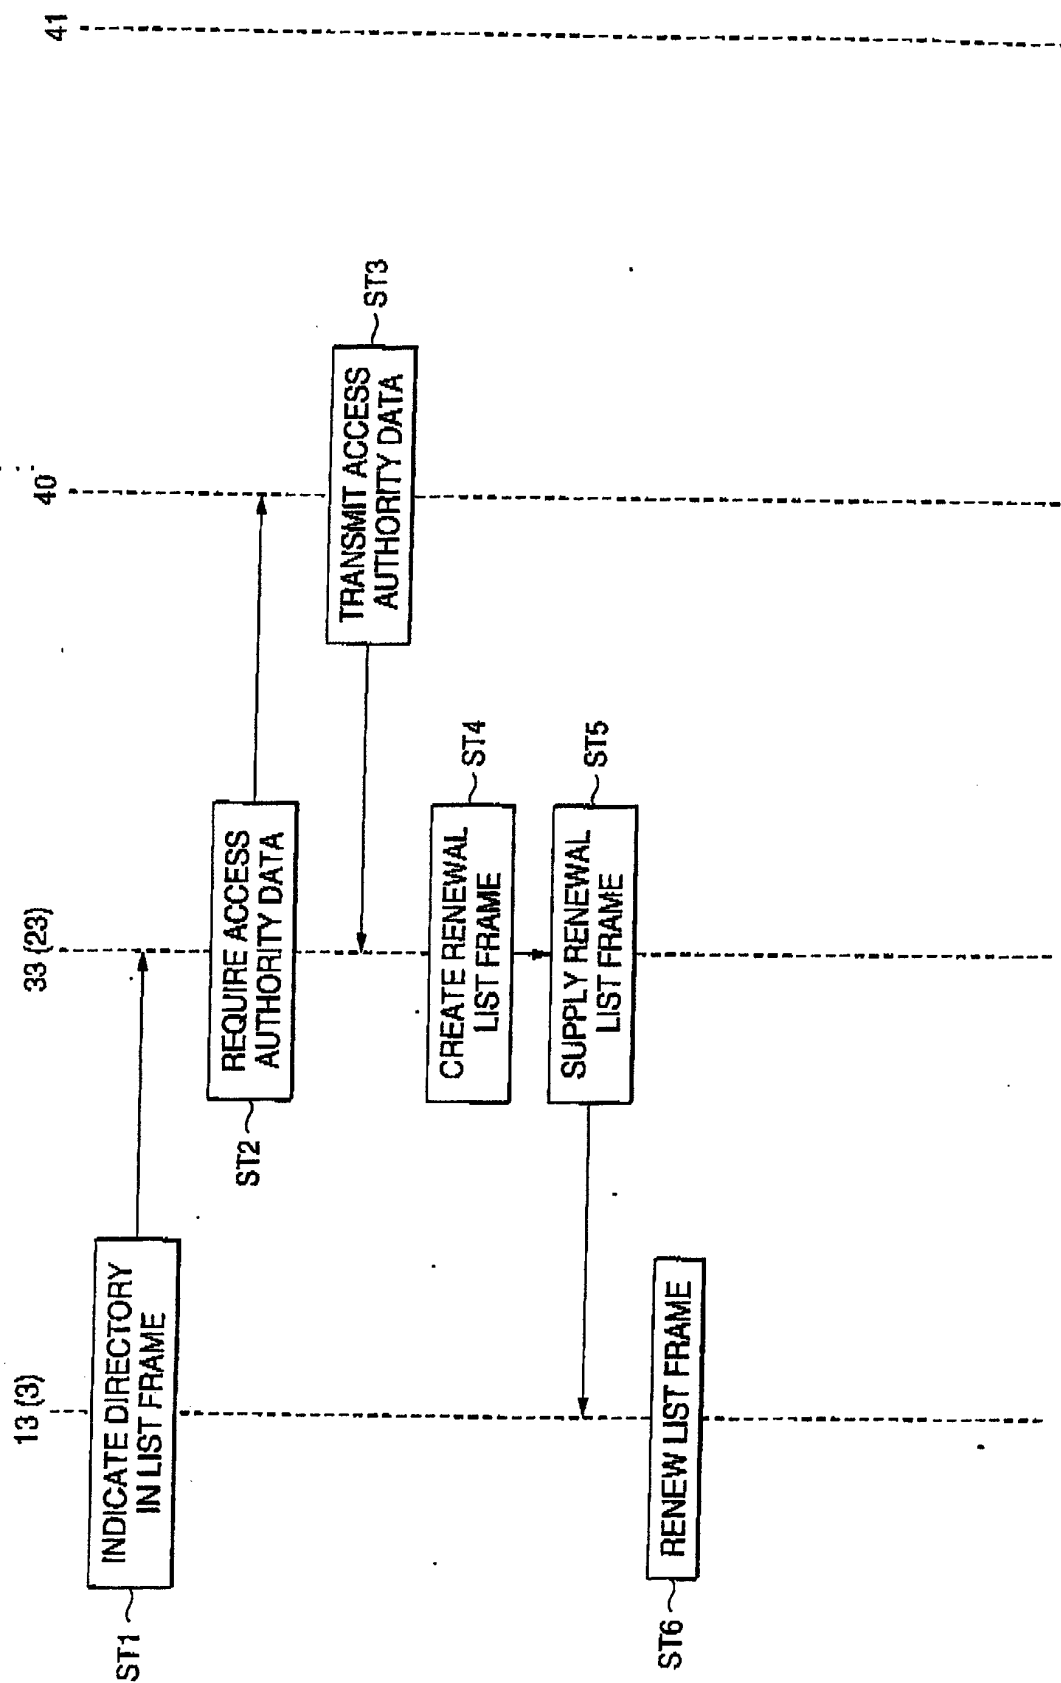 13 (3)
33 (23)
40
41
ST1
INDICATE DIRECTORY
IN LIST FRAME
ST2
REQUIRE ACCESS
AUTHORITY DATA
ST3
TRANSMIT ACCESS
AUTHORITY DATA
ST4
CREATE RENEWAL
LIST FRAME
ST5
SUPPLY RENEWAL
LIST FRAME
ST6
RENEW LIST FRAME